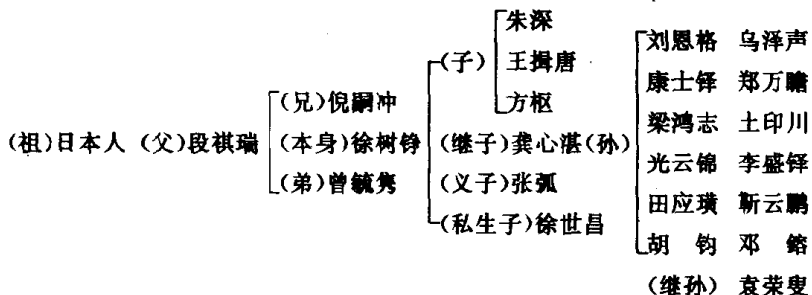 朱深
(子) 王揖唐
方枢
(祖)日本人 (父)段祺瑞
(兄)倪嗣冲
(本身)徐树铮
(弟)曾毓隽
(继子)龚心湛(孙)
(义子)张弧
(私生子)徐世昌
刘恩格 乌泽声
康士铎 郑万瞻
梁鸿志 土印川
光云锦 李盛铎
田应璜 靳云鹏
胡 钧 邓 镕
(继孙) 袁荣叟